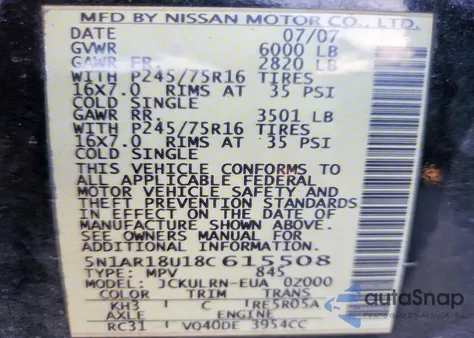 MFD BY NISSAN MOTOR CO., LTD.
DATE 07/07
GVWR 6000 LB
GAWR FR. 2820 LB
WITH P245/75R16 TIRES
16X7.0 RIMS AT 35 PSI
COLD SINGLE
GAWR RR. 3501 LB
WITH P245/75R16 TIRES
16X7.0 RIMS AT 35 PSI
COLD SINGLE
THIS VEHICLE CONFORMS TO
ALL APPLICABLE FEDERAL
MOTOR VEHICLE SAFETY AND
THEFT PREVENTION STANDARDS
IN EFFECT ON THE DATE OF
MANUFACTURE SHOWN ABOVE.
SEE OWNERS MANUAL FOR
ADDITIONAL INFORMATION
5N1AR18U18C615508
TYPE: MPV 845
MODEL: JCKULRN-EUA 02000
COLOR TRIM TRANS
KH3 C RE5R05A
AXLE ENGINE
RC31 VQ40DE 3954CC
autoSnap